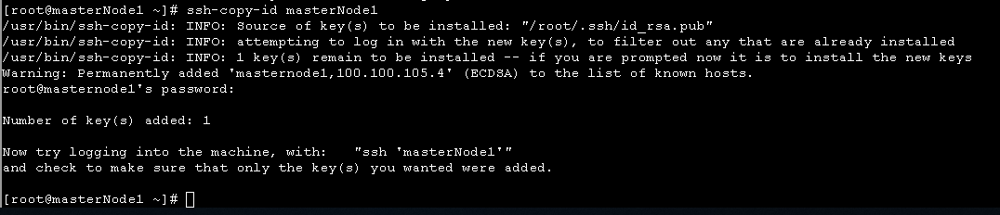 [root@masterNode1 ~]# ssh-copy-id masterNode1
/usr/bin/ssh-copy-id: INFO: Source of key(s) to be installed: "/root/.ssh/id_rsa.pub"
/usr/bin/ssh-copy-id: INFO: attempting to log in with the new key(s), to filter out any that are already installed
/usr/bin/ssh-copy-id: INFO: 1 key(s) remain to be installed -- if you are prompted now it is to install the new keys
Warning: Permanently added 'masternode1,100.100.105.4' (ECDSA) to the list of known hosts.
root@masternode1's password:
Number of key(s) added: 1
Now try logging into the machine, with:   "ssh 'masterNode1'"
and check to make sure that only the key(s) you wanted were added.
[root@masterNode1 ~]#